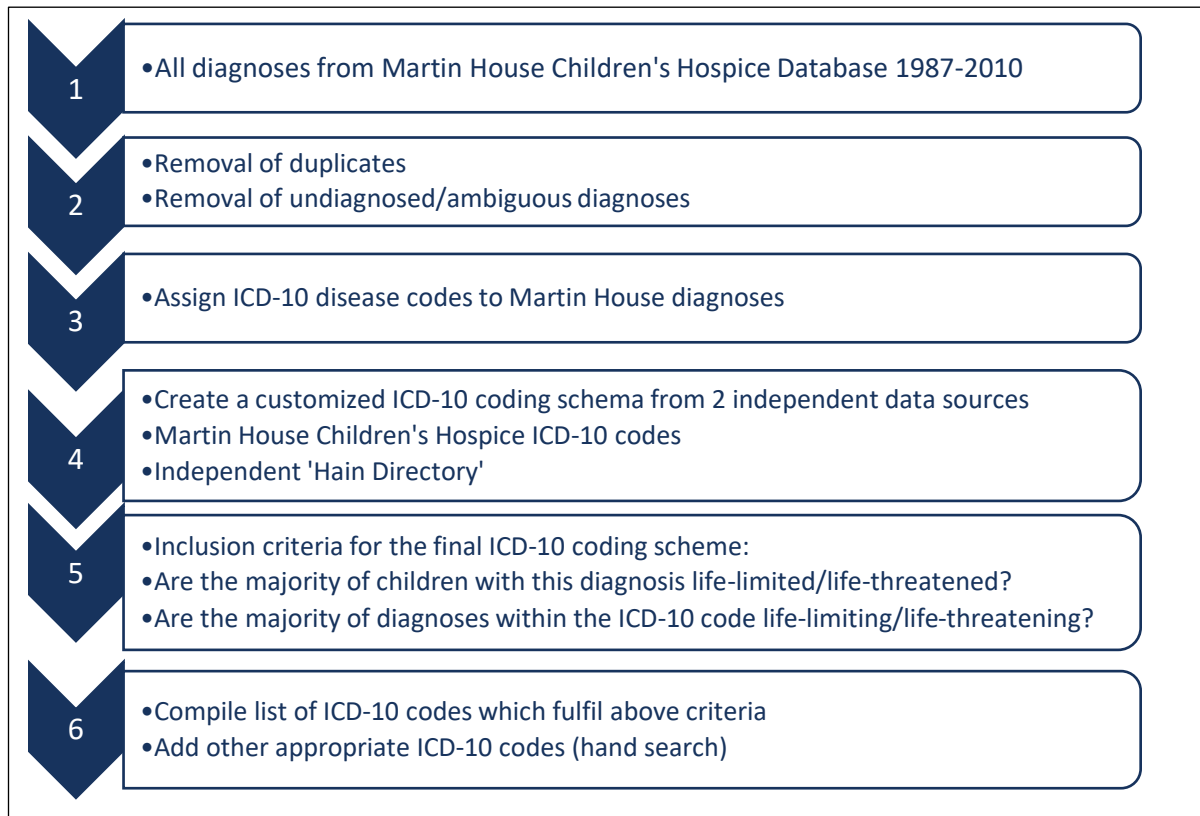 1
•All diagnoses from Martin House Children's Hospice Database 1987-2010
2
•Removal of duplicates
•Removal of undiagnosed/ambiguous diagnoses
3
•Assign ICD-10 disease codes to Martin House diagnoses
4
•Create a customized ICD-10 coding schema from 2 independent data sources
•Martin House Children's Hospice ICD-10 codes
•Independent 'Hain Directory'
5
•Inclusion criteria for the final ICD-10 coding scheme:
•Are the majority of children with this diagnosis life-limited/life-threatened?
•Are the majority of diagnoses within the ICD-10 code life-limiting/life-threatening?
6
•Compile list of ICD-10 codes which fulfil above criteria
•Add other appropriate ICD-10 codes (hand search)